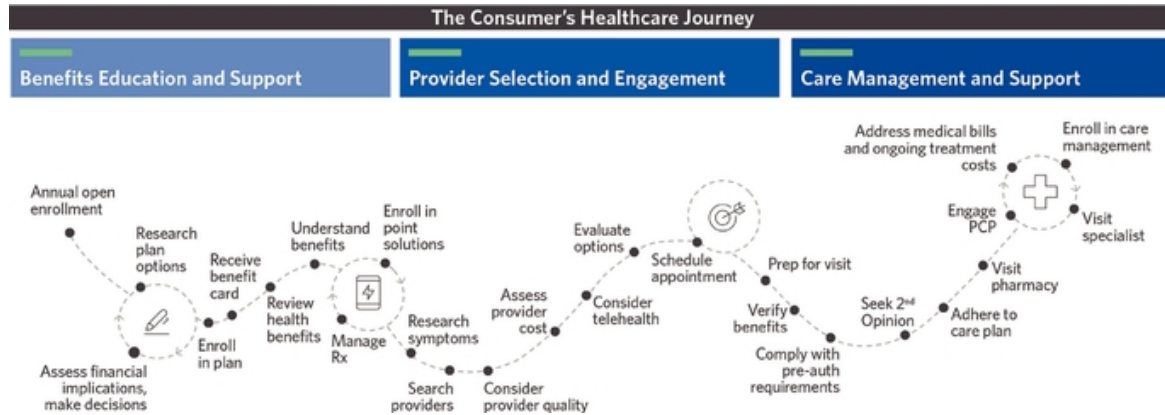 The Consumer's Healthcare Journey
Benefits Education and Support
Provider Selection and Engagement
Care Management and Support
Annual open
enrollment
Research
plan
options
Assess financial
implications,
make decisions
Enroll
in plan
Receive
benefit
card
Review
health
benefits
Understand
benefits
Manage
Rx
Enroll in
point
solutions
Research
symptoms
Search
providers
Consider
provider quality
Assess
provider
cost
Consider
telehealth
Evaluate
options
Schedule
appointment
Prep for visit
Verify
benefits
Comply with
pre-auth
requirements
Seek 2nd
Opinion
Adhere to
care plan
Visit
pharmacy
Engage
PCP
Address medical bills
and ongoing treatment
costs
Enroll in care
management
Visit
specialist